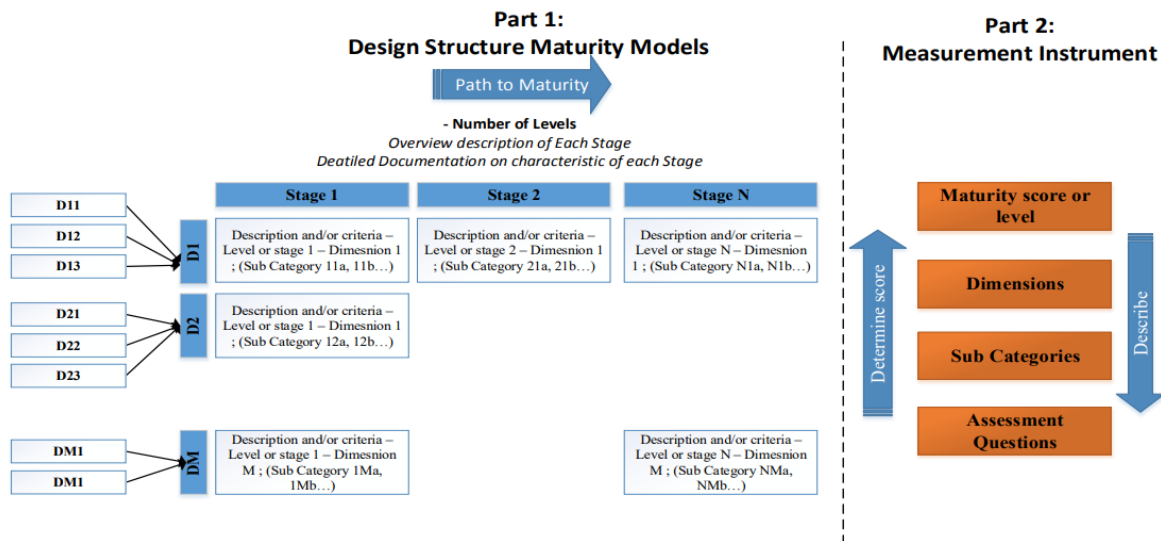 Part 1:
Design Structure Maturity Models
Path to Maturity
- Number of Levels
Overview description of Each Stage
Deatiled Documentation on characteristic of each Stage
Stage 1
Stage 2
Stage N
D11
D12
D13
D1
Description and/or criteria –
Level or stage 1 – Dimesnion 1
; (Sub Category 11a, 11b…)
Description and/or criteria –
Level or stage 2 – Dimesnion 1
; (Sub Category 21a, 21b…)
Description and/or criteria –
Level or stage N – Dimesnion
1 ; (Sub Category N1a, N1b…)
D21
D22
D23
D2
Description and/or criteria –
Level or stage 1 – Dimesnion 1
; (Sub Category 12a, 12b…)
DM1
DM1
DM
Description and/or criteria –
Level or stage 1 – Dimesnion
M ; (Sub Category 1Ma,
1Mb…)
Description and/or criteria –
Level or stage N – Dimesnion
M ; (Sub Category NMa,
NMb…)
Part 2:
Measurement Instrument
Determine score
Maturity score or
level
Dimensions
Sub Categories
Assessment
Questions
Describe